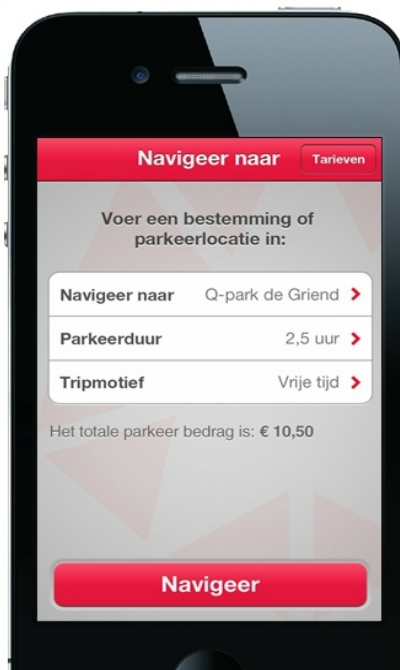 Navigeer naar
Tarieven
Voer een bestemming of
parkeerlocatie in:
Navigeer naar Q-park de Griend
Parkeerduur 2,5 uur
Tripmotief Vrije tijd
Het totale parkeer bedrag is: € 10,50
Navigeer